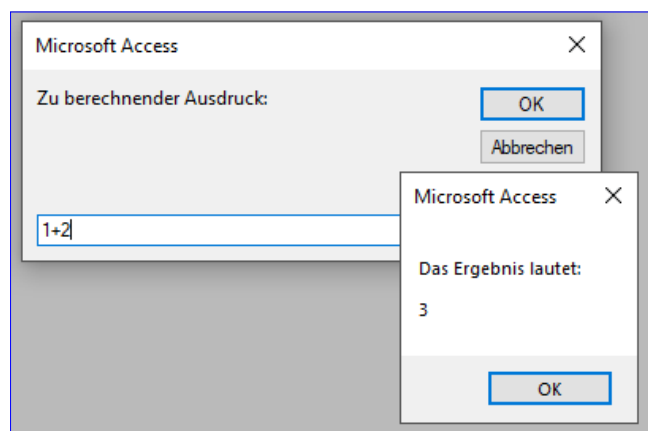 Microsoft Access
Zu berechnender Ausdruck:
OK
Abbrechen
1+2
Microsoft Access
Das Ergebnis lautet:
3
OK